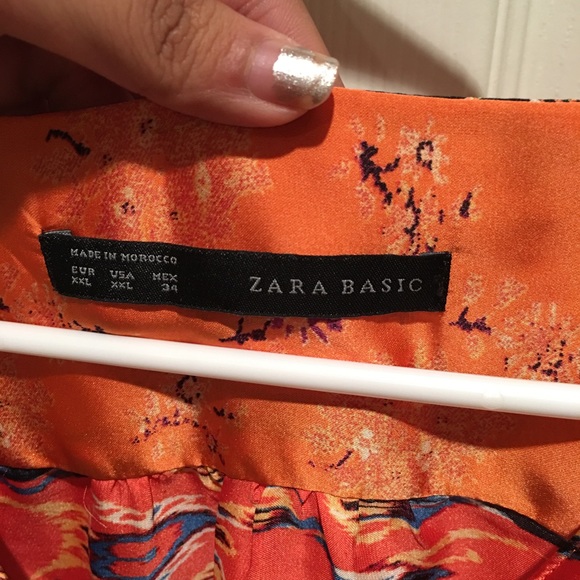 MADE IN MOROCCO
EUR USA MEX
XXL XXL 34
ZARA BASIC